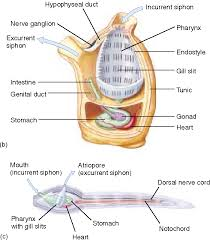 Hypophyseal duct
Incurrent siphon
Nerve ganglion
Pharynx
Excurrent
siphon
Endostyle
Gill slit
Intestine
Genital duct
Tunic
Gonad
Stomach
Heart
(b)
Mouth
(incurrent siphon)
Atriopore
(excurrent siphon)
Dorsal nerve cord
Pharynx
with gill slits
Stomach
Heart
Notochord
(c)